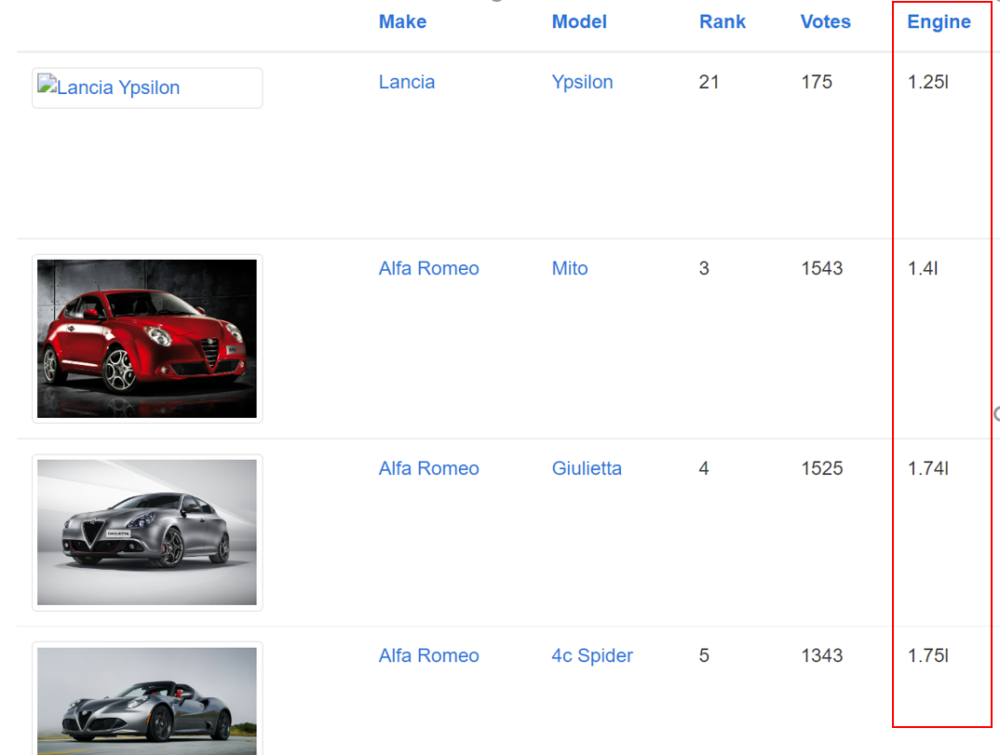 Make Model Rank Votes Engine
Lancia Ypsilon Lancia Ypsilon 21 175 1.25l
Alfa Romeo Mito 3 1543 1.4l
Alfa Romeo Giulietta 4 1525 1.74l
GIULIETTA
Alfa Romeo 4c Spider 5 1343 1.75l